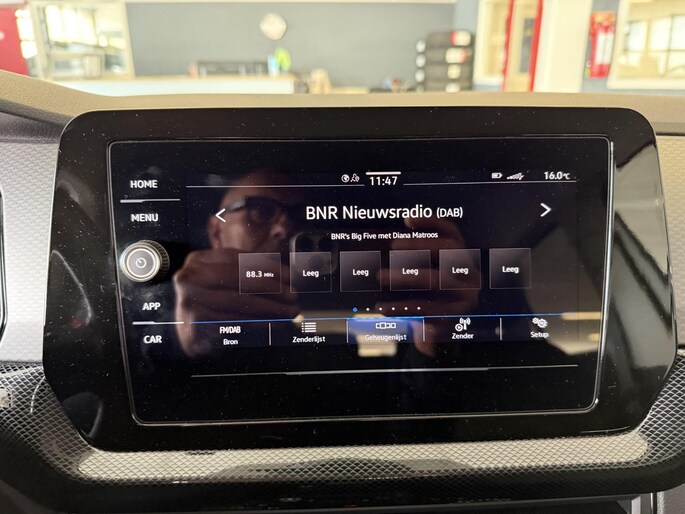 HOME
MENU
APP
CAR
11:47
16.0°C
BNR Nieuwsradio (DAB)
BNR's Big Five met Diana Matroos
88.3 MHz
Leeg
Leeg
Leeg
Leeg
Leeg
FM/DAB
Bron
Zenderlijst
Geheugenlijst
Zender
Setup